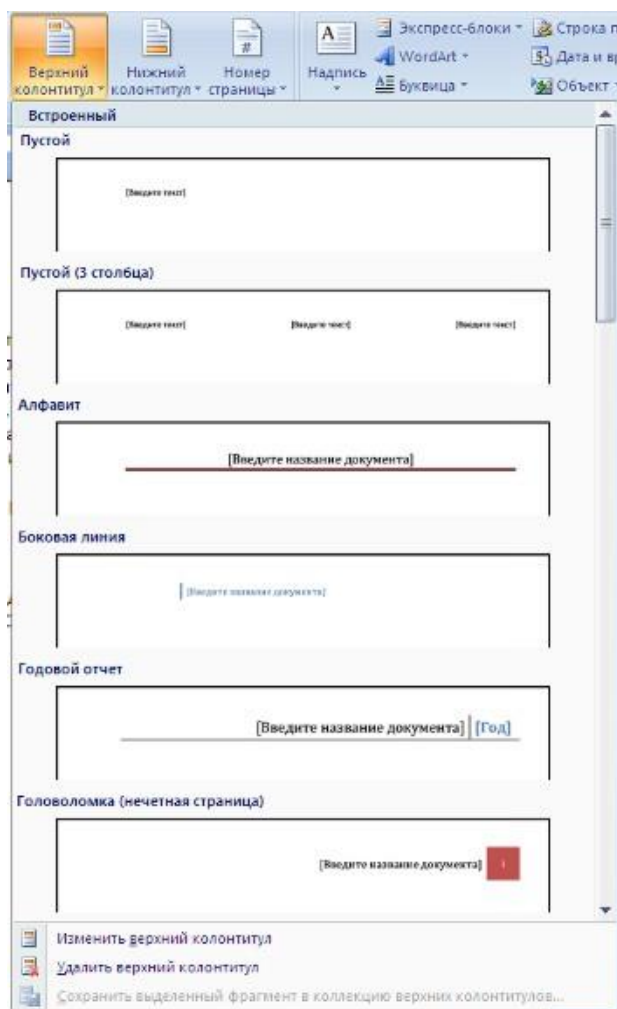 Верхний колонтитул
Нижний колонтитул
Номер страницы
Надпись
Экспресс-блоки
WordArt
Буквица
Строка
Дата и
Объект
Встроенный
Пустой
[Введите текст]
Пустой (3 столбца)
[Введите текст] [Введите текст] [Введите текст]
Алфавит
[Введите название документа]
Боковая линия
[Введите название документа]
Годовой отчет
[Введите название документа] [Год]
Головоломка (нечетная страница)
[Введите название документа] 1
Изменить верхний колонтитул
Удалить верхний колонтитул
Сохранить выделенный фрагмент в коллекцию верхних колонтитулов...